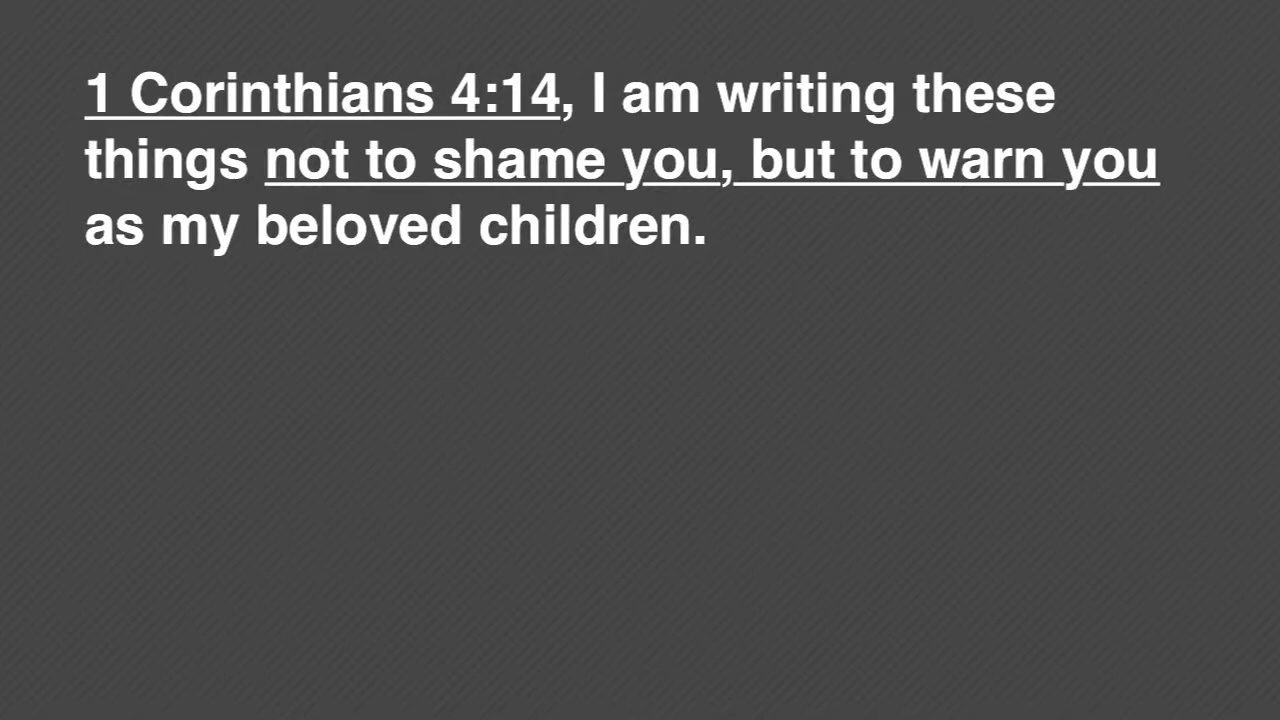 1 Corinthians 4:14, I am writing these
things not to shame you, but to warn you
as my beloved children.